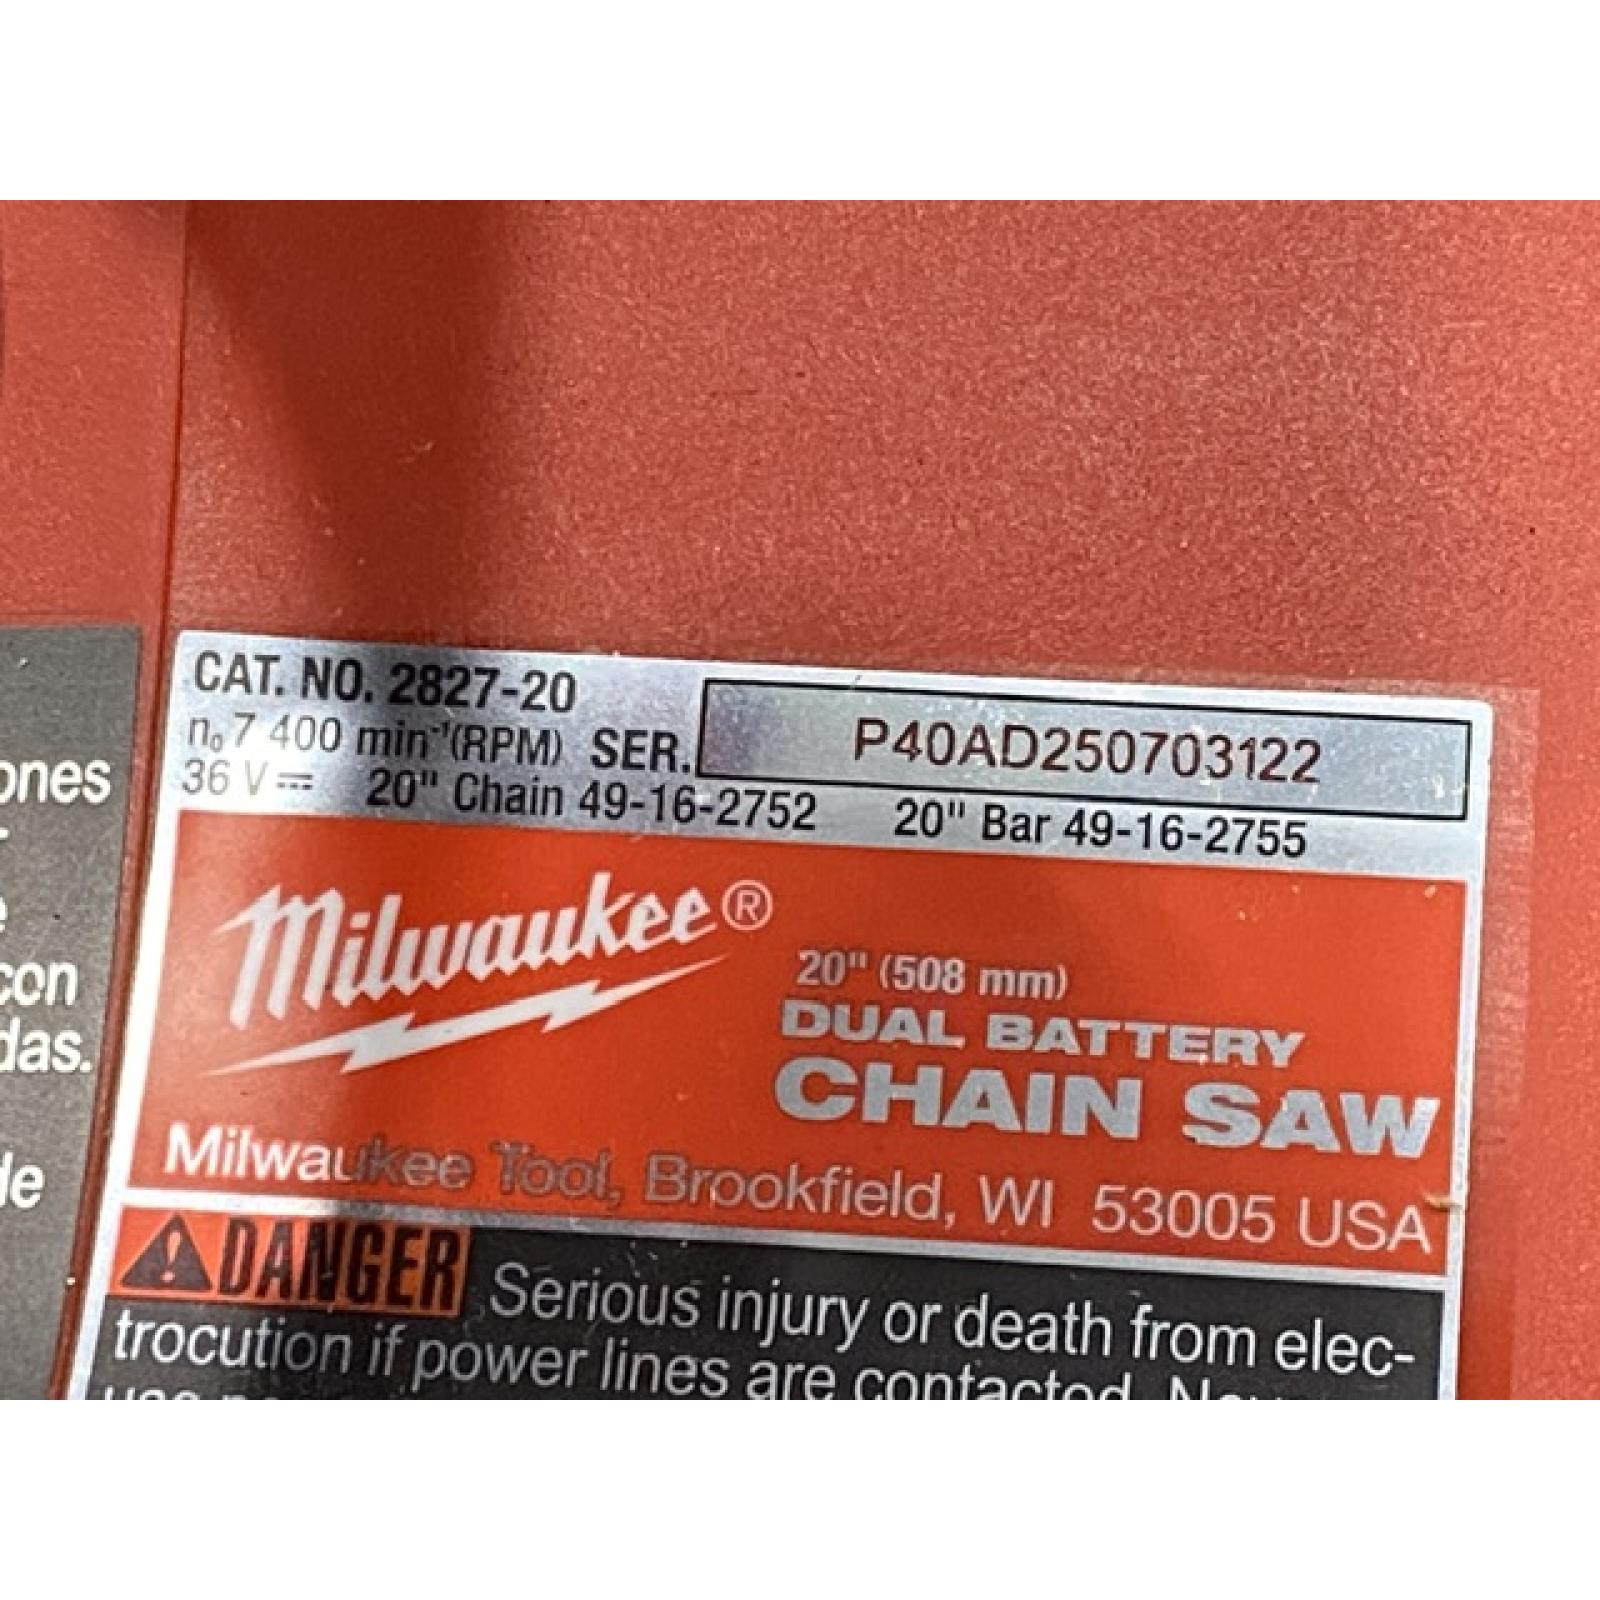 CAT. NO. 2827-20
n₀ 7 400 min⁻¹(RPM) SER. P40AD250703122
36 V⎓ 20" Chain 49-16-2752 20" Bar 49-16-2755
Milwaukee®
20" (508 mm)
DUAL BATTERY
CHAIN SAW
Milwaukee Tool, Brookfield, WI 53005 USA
DANGER Serious injury or death from elec-
trocution if power lines are contacted.
ones
con
das.
de